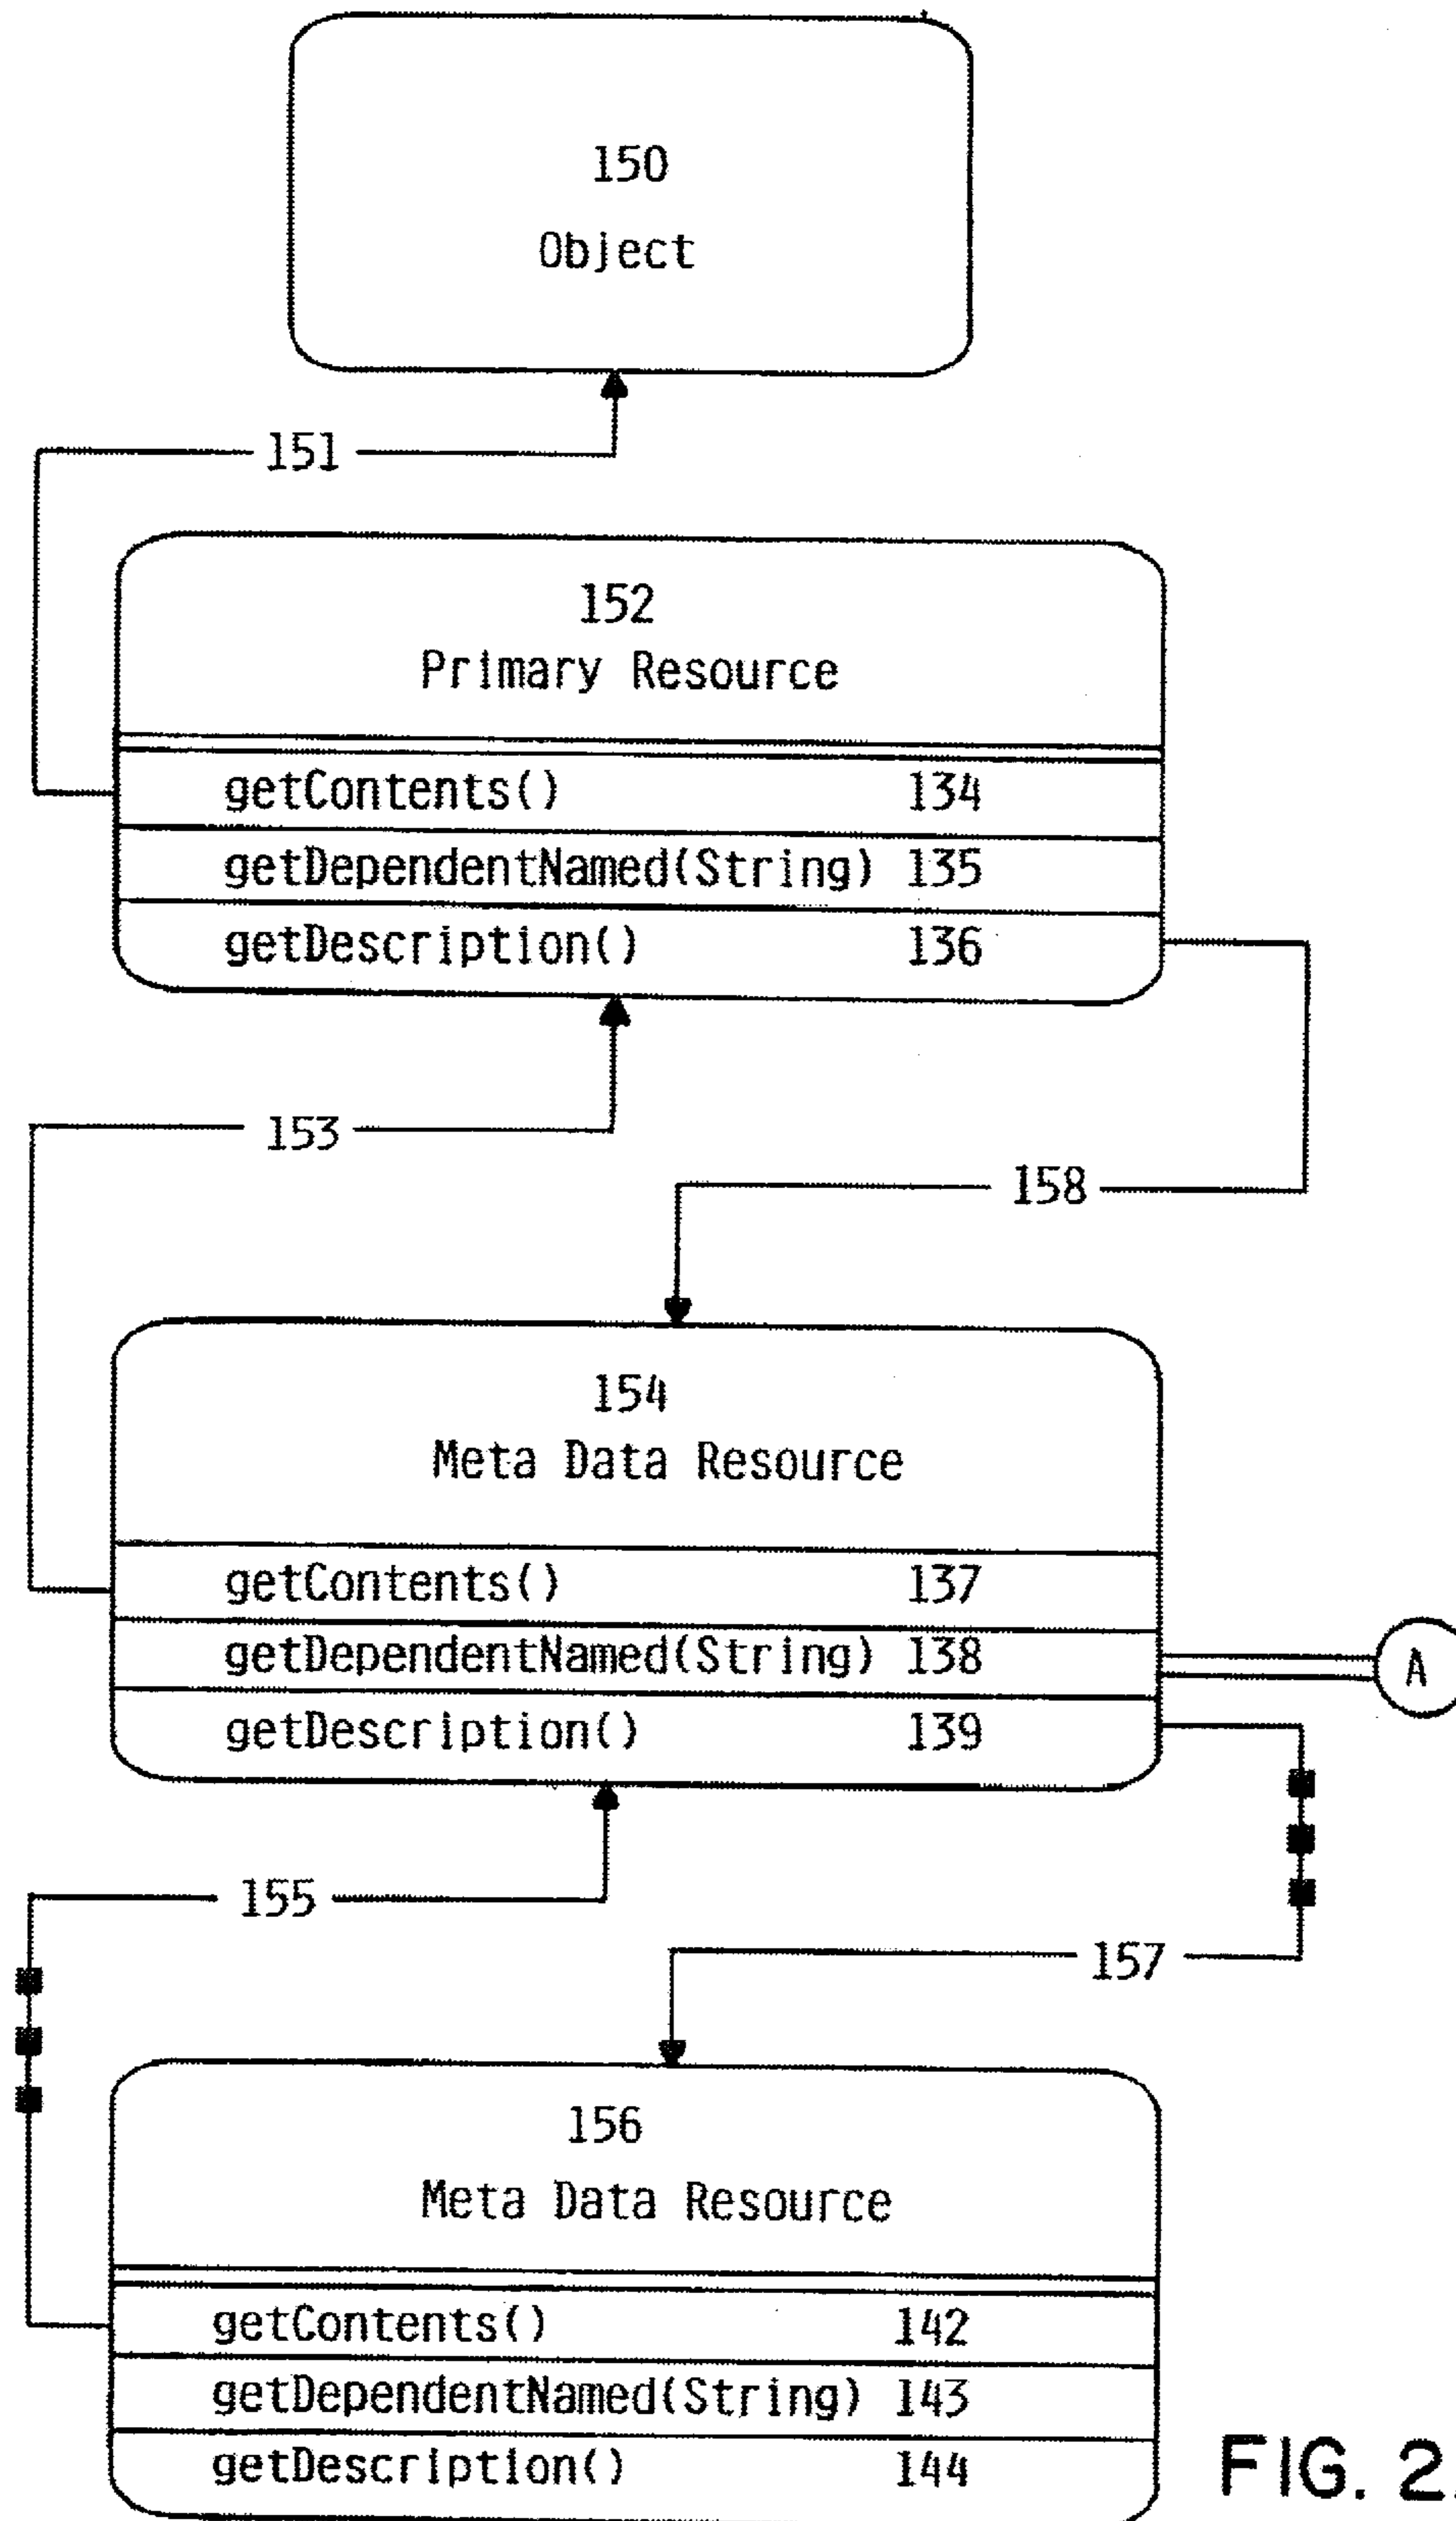 150
Object
151
152
Primary Resource
getContents() 134
getDependentNamed(String) 135
getDescription() 136
153
158
154
Meta Data Resource
getContents() 137
getDependentNamed(String) 138
A
getDescription() 139
155
157
156
Meta Data Resource
getContents() 142
getDependentNamed(String) 143
getDescription() 144
FIG. 2